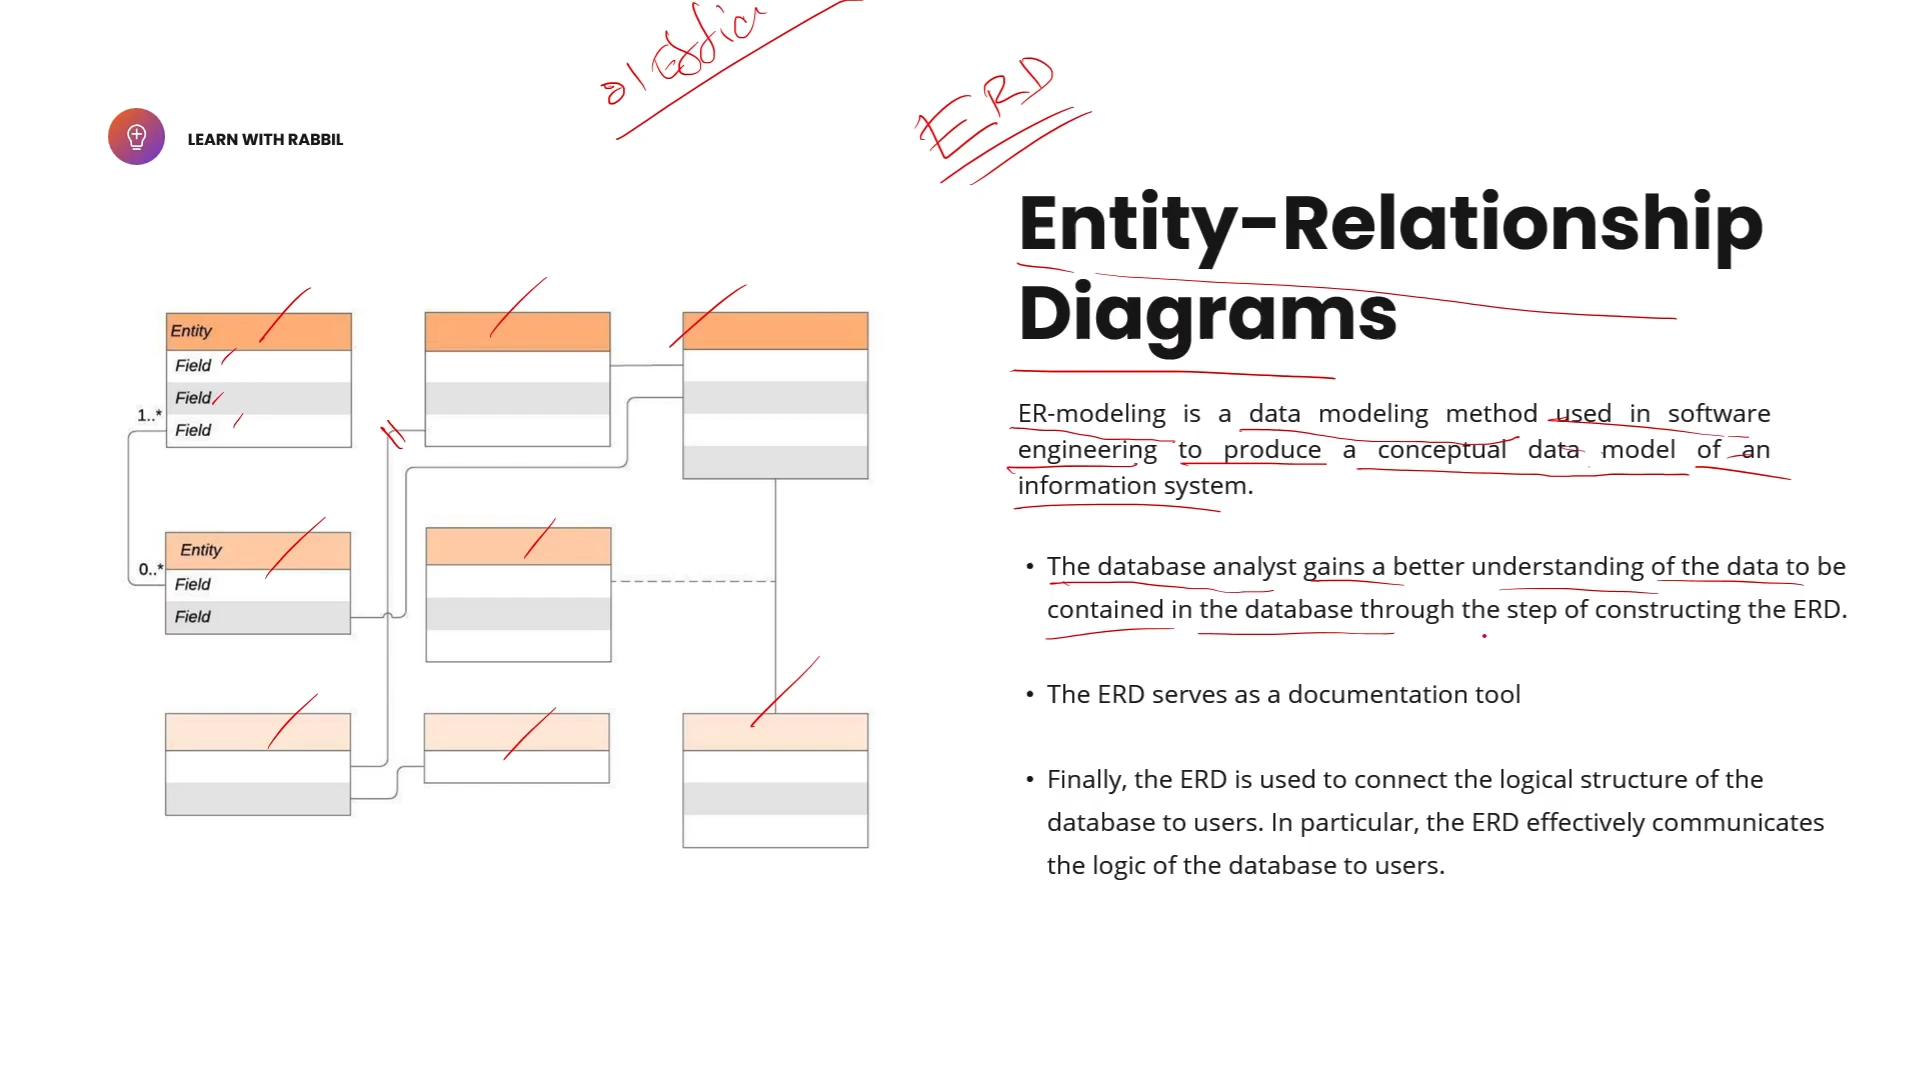 ERD
LEARN WITH RABBIL
Entity-Relationship
Diagrams
Entity
Field
Field
1..*
Field
Entity
0..*
Field
Field
ER-modeling is a data modeling method used in software
engineering to produce a conceptual data model of an
information system.
• The database analyst gains a better understanding of the data to be
contained in the database through the step of constructing the ERD.
• The ERD serves as a documentation tool
• Finally, the ERD is used to connect the logical structure of the
database to users. In particular, the ERD effectively communicates
the logic of the database to users.